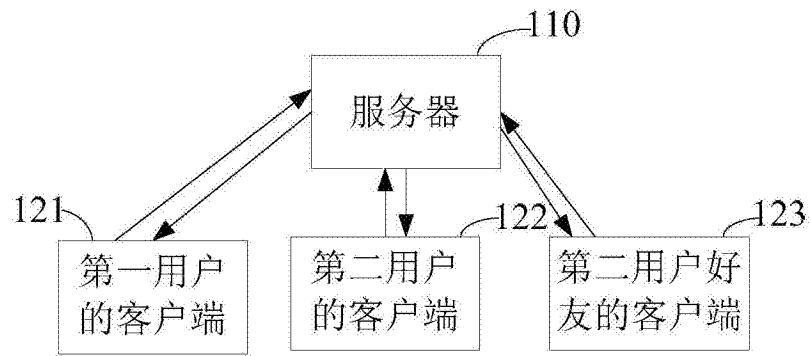 110
服务器
121
122
123
第一用户
的客户端
第二用户
的客户端
第二用户好
友的客户端